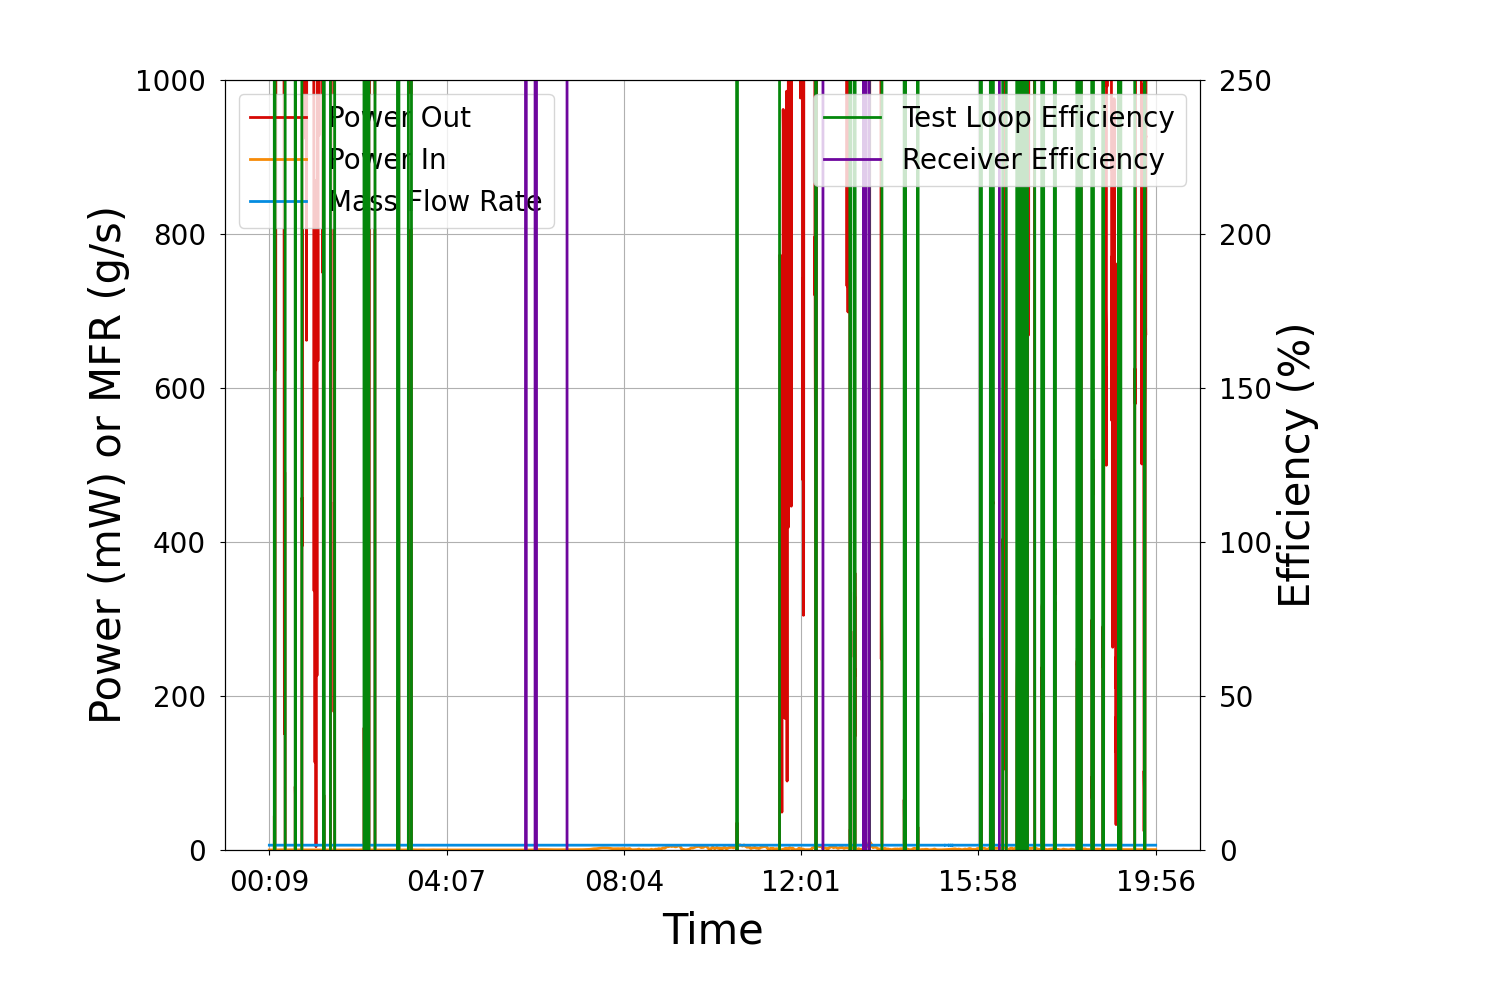 1000
800
600
400
200
0
Power (mW) or MFR (g/s)
Power Out
Power In
Mass Flow Rate
Test Loop Efficiency
Receiver Efficiency
250
200
150
100
50
0
Efficiency (%)
00:09 04:07 08:04 12:01 15:58 19:56
Time